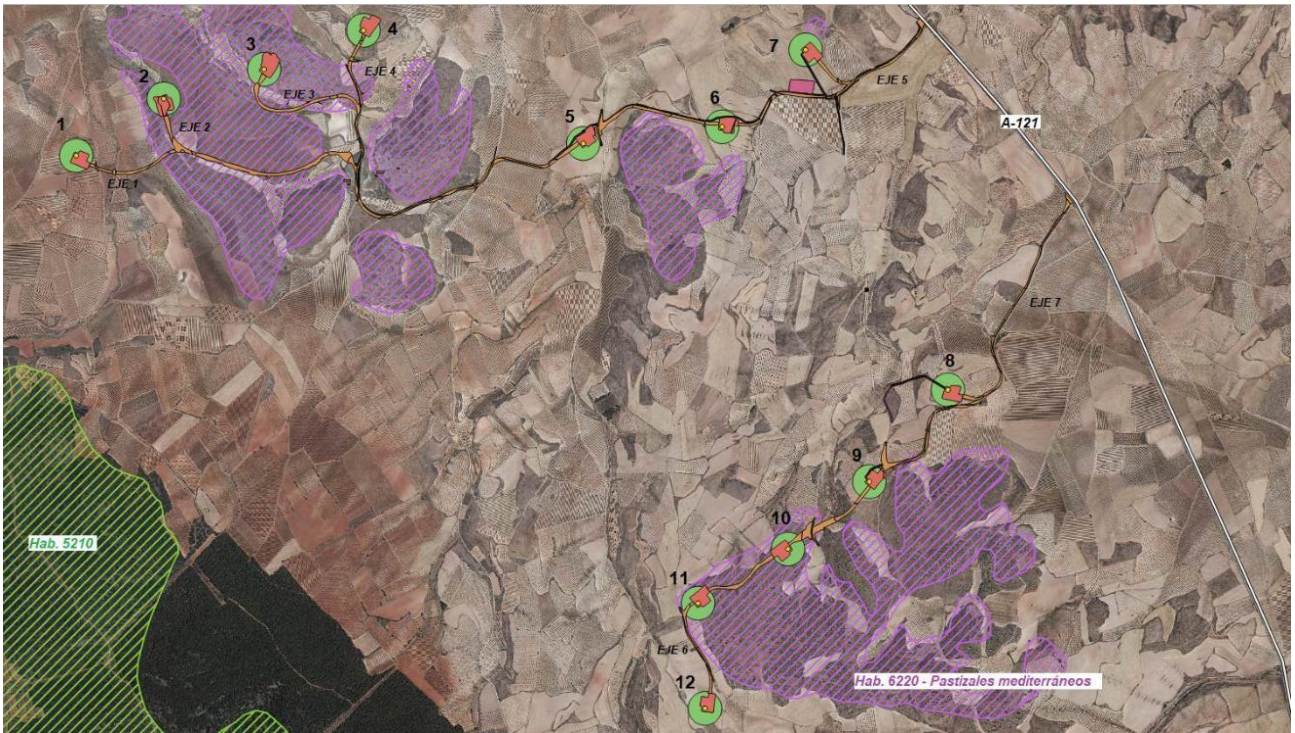 4
3
7
EJE 4
EJE 5
2
EJE 3
6
A-121
5
1
EJE 2
EJE 1
EJE 7
8
9
Hab. 5210
10
11
EJE 6
Hab. 6220 - Pastizales mediterráneos
12